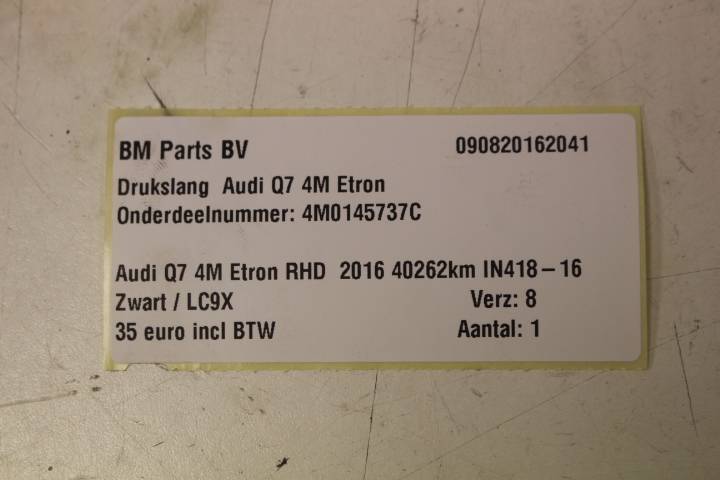 BM Parts BV 090820162041
Drukslang Audi Q7 4M Etron
Onderdeelnummer: 4M0145737C
Audi Q7 4M Etron RHD 2016 40262km IN418-16
Zwart / LC9X Verz: 8
35 euro incl BTW Aantal: 1